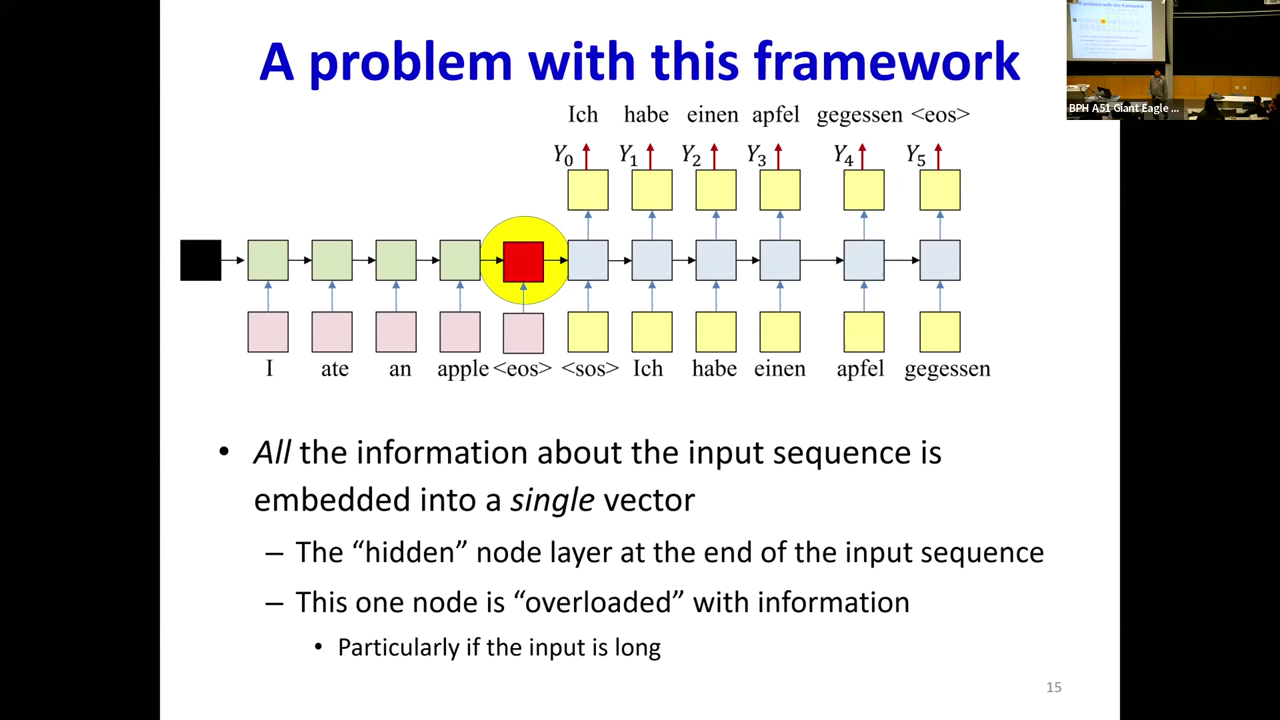 A problem with this framework
BPH A51 Giant Eagle ...
Ich habe einen apfel gegessen <eos>
Y0 Y1 Y2 Y3 Y4 Y5
I ate an apple <eos> <sos> Ich habe einen apfel gegessen
• All the information about the input sequence is
embedded into a single vector
– The “hidden” node layer at the end of the input sequence
– This one node is “overloaded” with information
• Particularly if the input is long
15